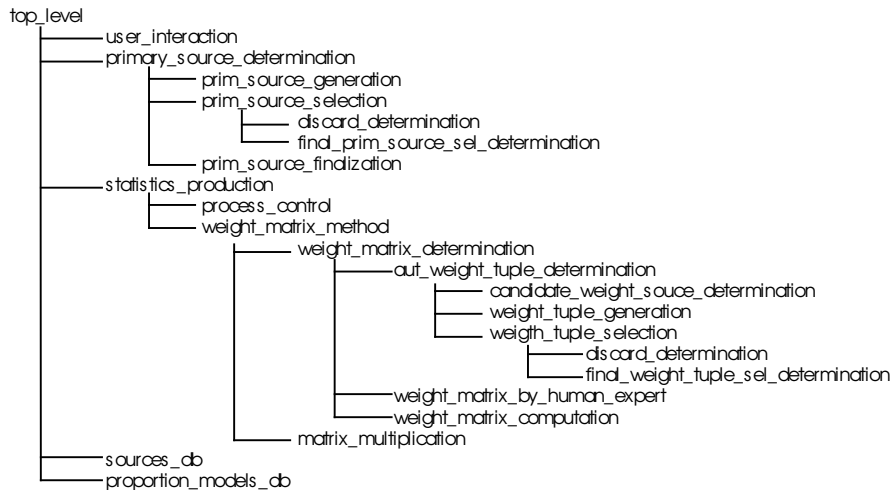 top_level
user_interaction
primary_source_determination
prim_source_generation
prim_source_selection
discard_determination
final_prim_source_sel_determination
prim_source_finalization
statistics_production
process_control
weight_matrix_method
weight_matrix_determination
aut_weight_tuple_determination
candidate_weight_souce_determination
weight_tuple_generation
weigth_tuple_selection
discard_determination
final_weight_tuple_sel_determination
weight_matrix_by_human_expert
weight_matrix_computation
matrix_multiplication
sources_db
proportion_models_db